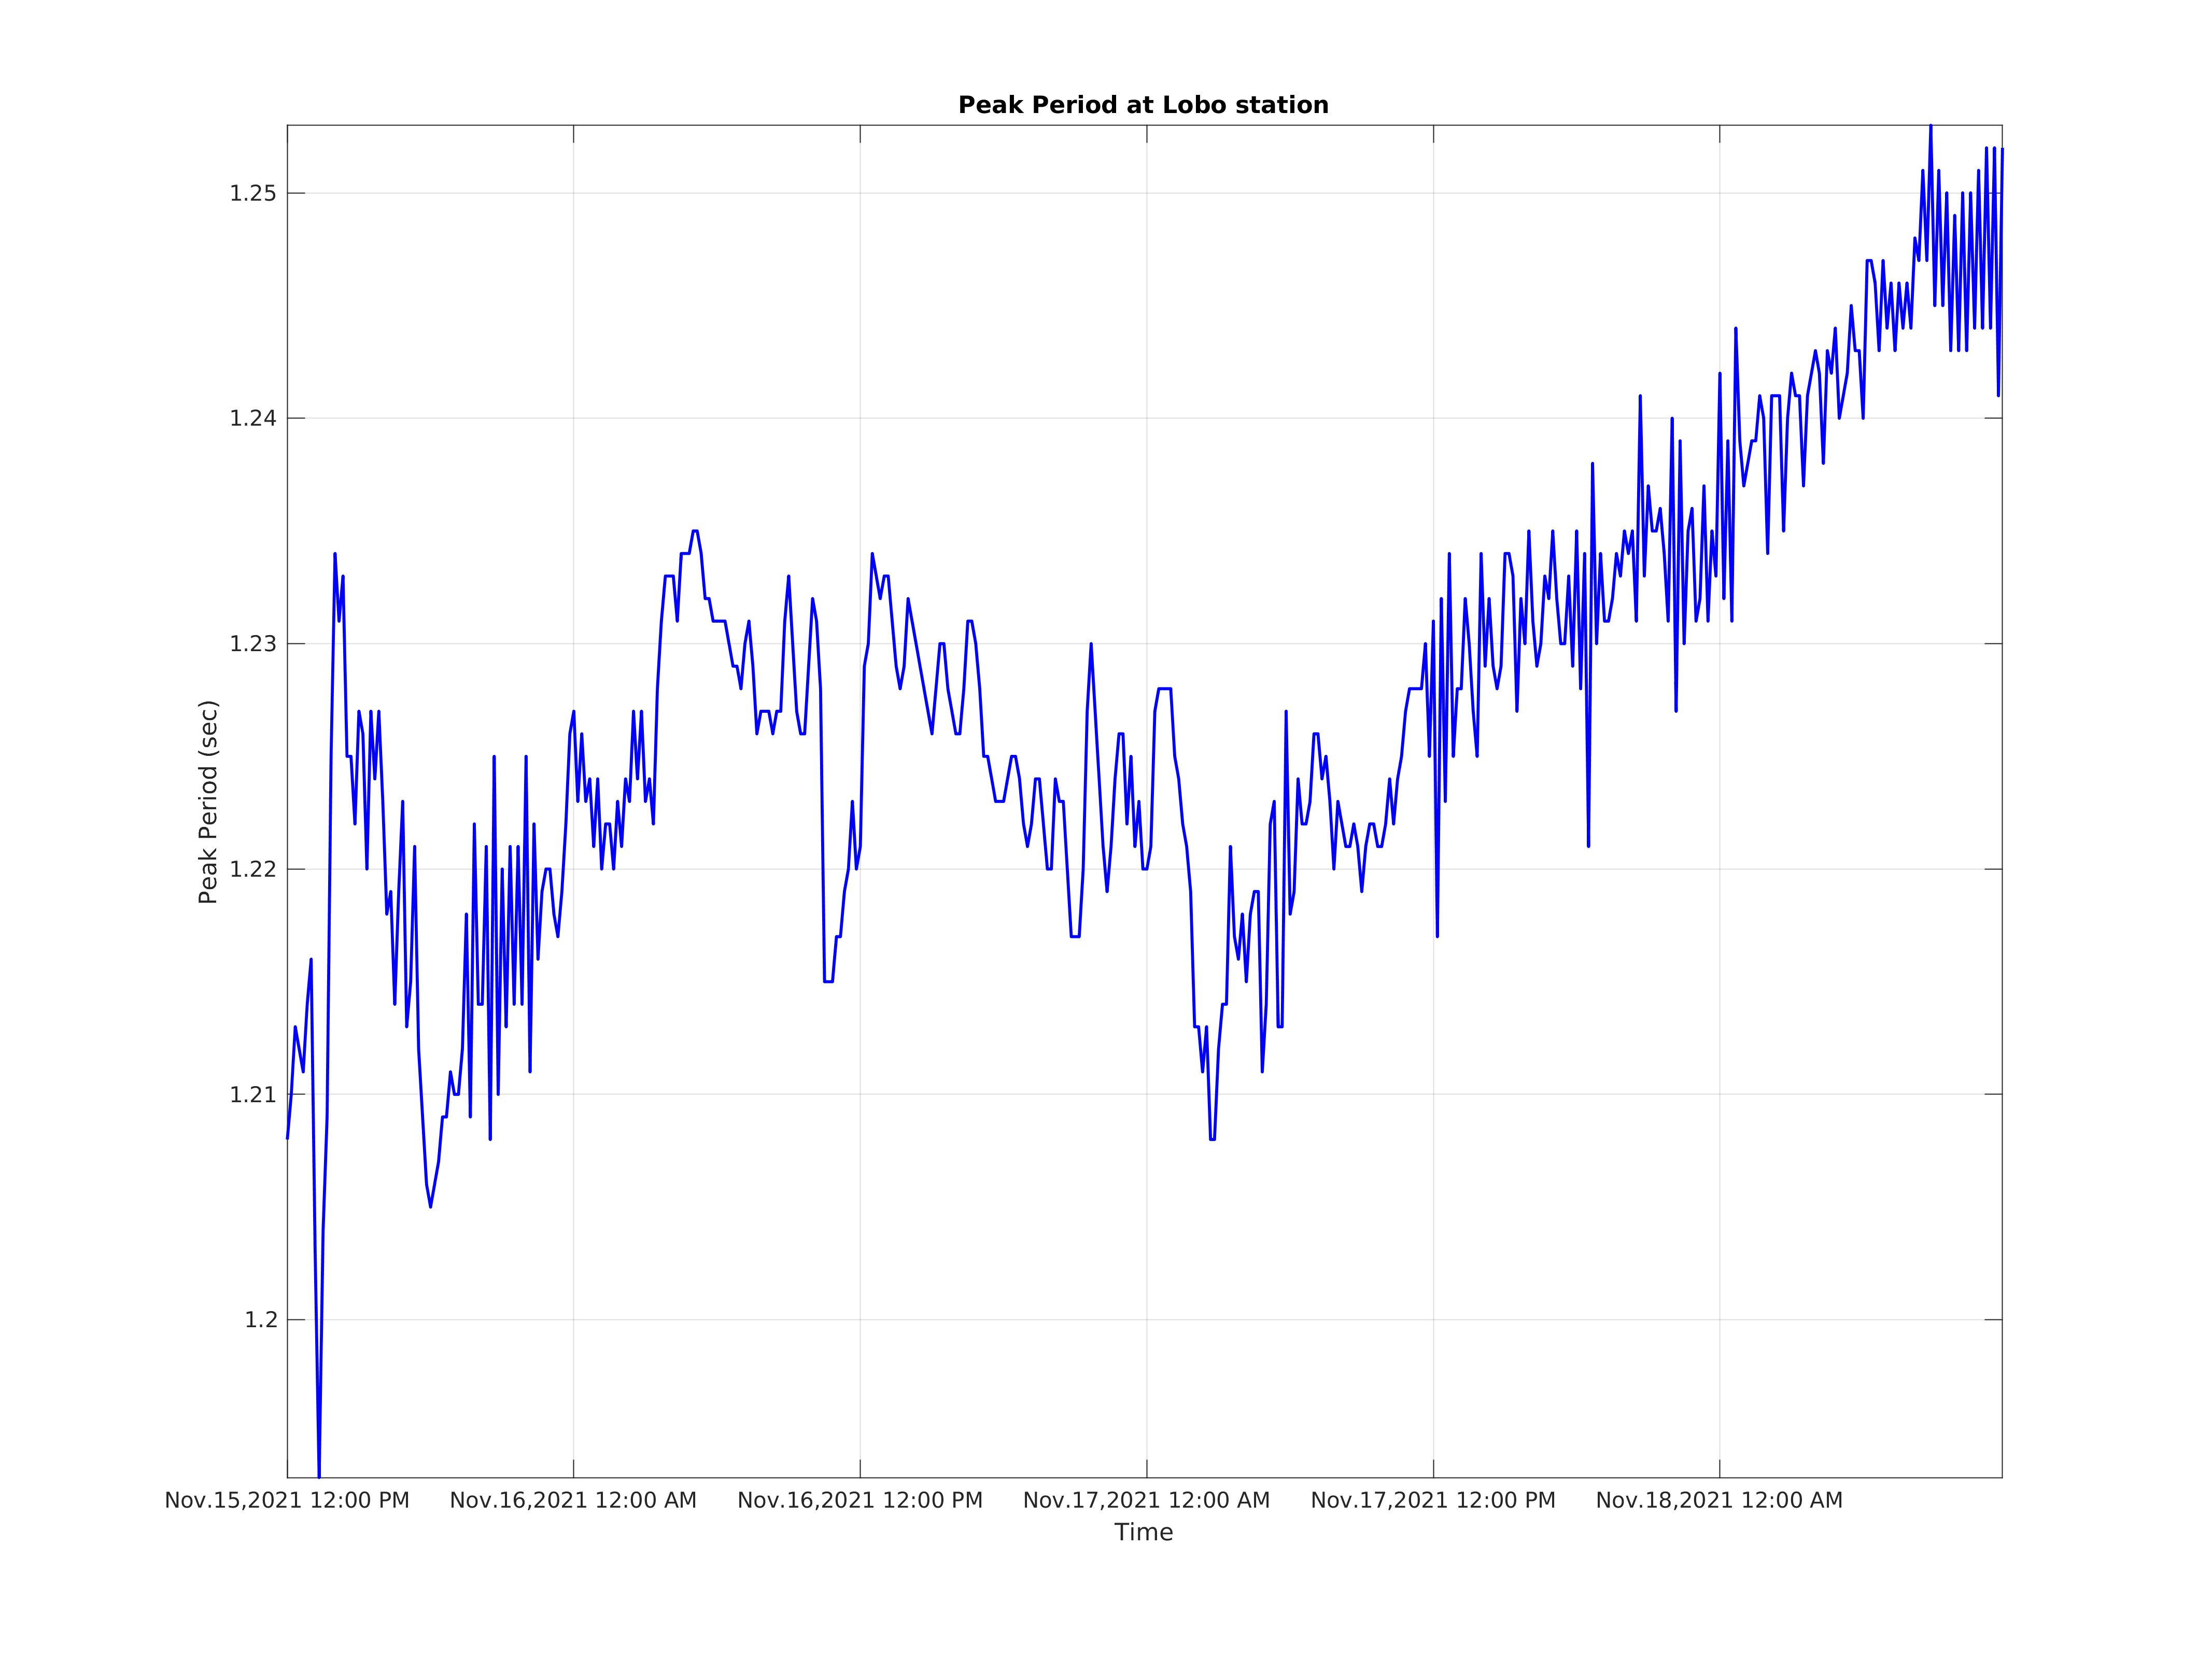 Peak Period at Lobo station
Peak Period (sec)
1.25
1.24
1.23
1.22
1.21
1.2
Nov.15,2021 12:00 PM Nov.16,2021 12:00 AM Nov.16,2021 12:00 PM Nov.17,2021 12:00 AM Nov.17,2021 12:00 PM Nov.18,2021 12:00 AM
Time